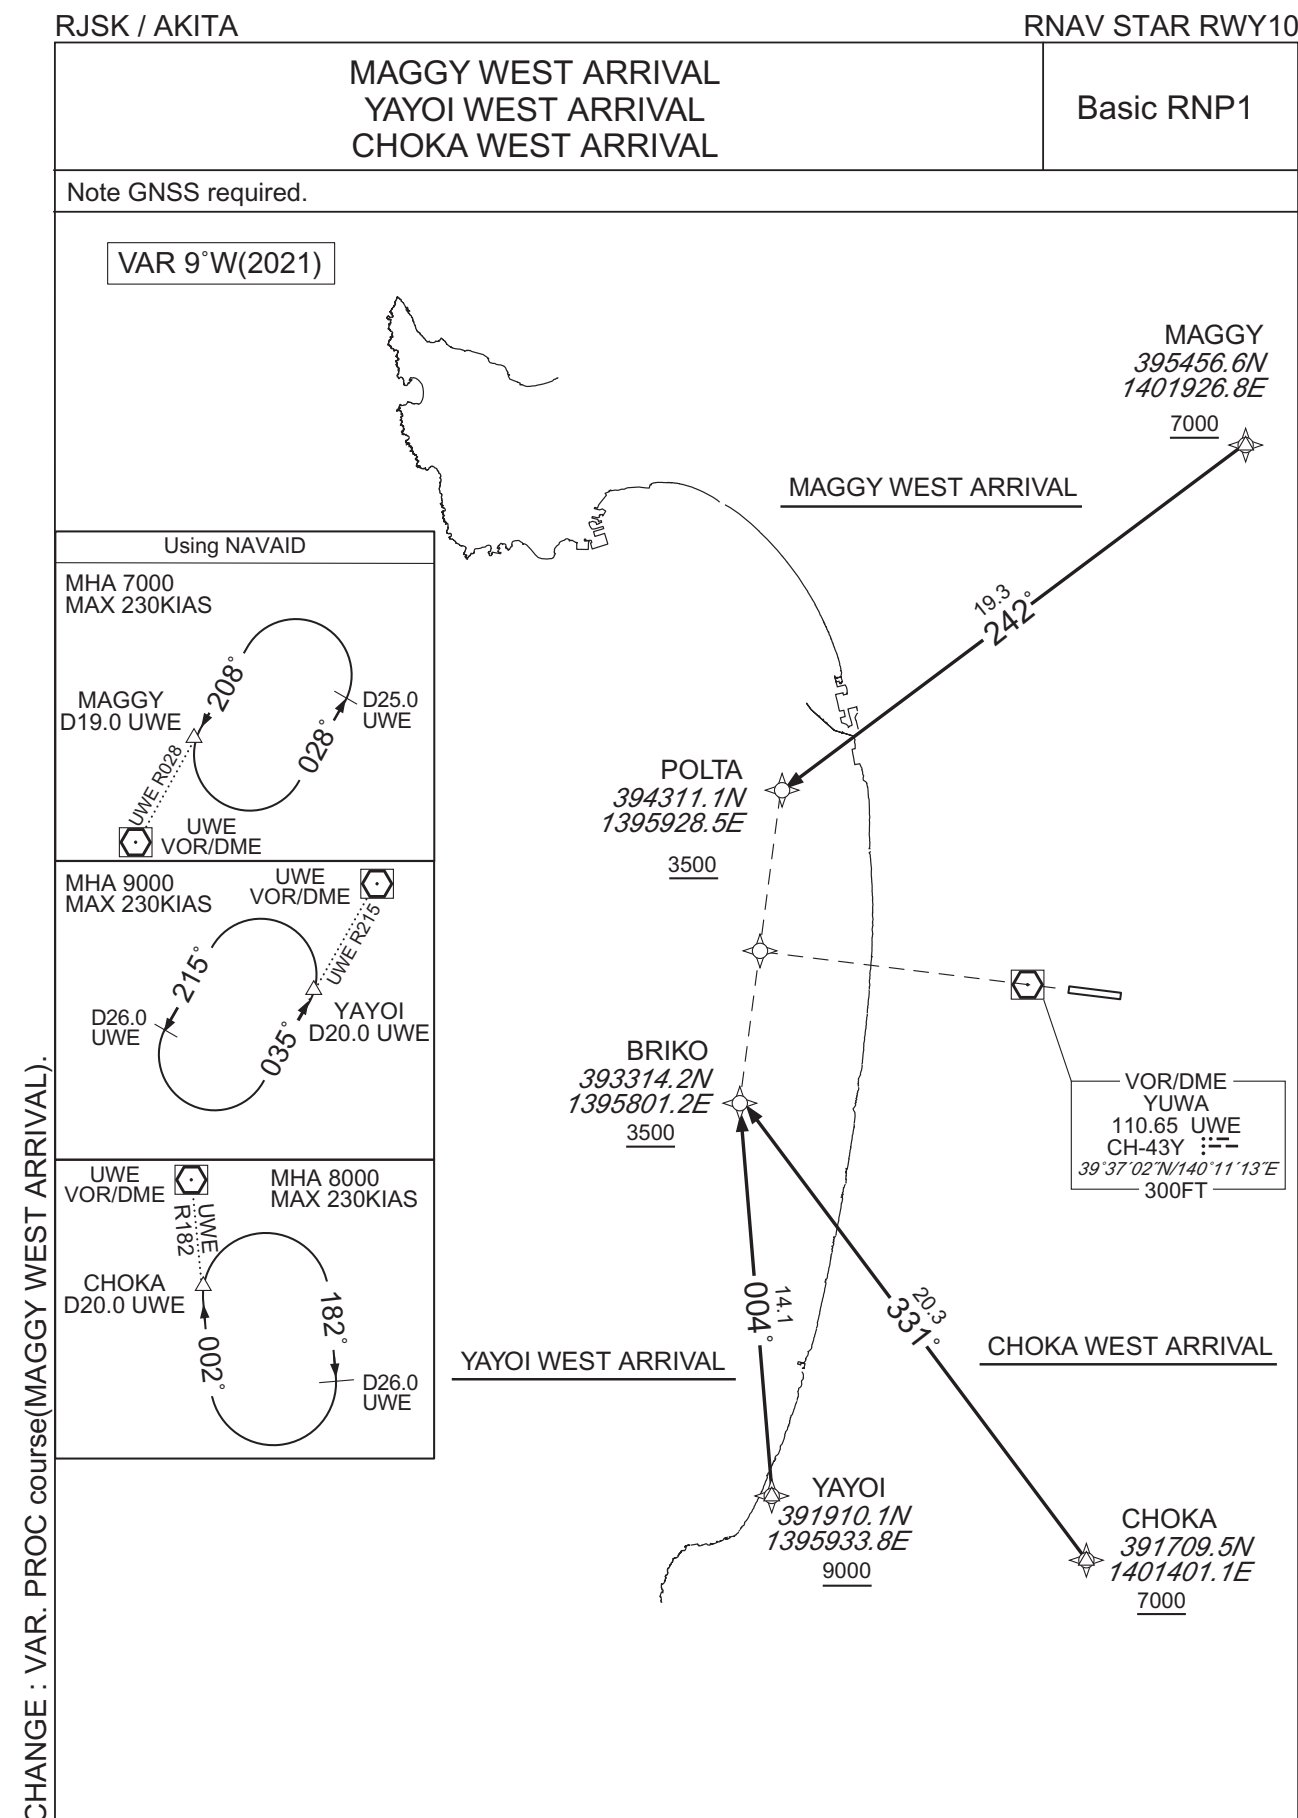 RJSK / AKITA
RNAV STAR RWY10
MAGGY WEST ARRIVAL
YAYOI WEST ARRIVAL
CHOKA WEST ARRIVAL
Basic RNP1
Note GNSS required.
VAR 9°W(2021)
MAGGY
395456.6N
1401926.8E
7000
MAGGY WEST ARRIVAL
19.3
242°
Using NAVAID
MHA 7000
MAX 230KIAS
208°
MAGGY
D19.0 UWE
D25.0
UWE
028°
UWE R028
UWE
VOR/DME
POLTA
394311.1N
1395928.5E
3500
MHA 9000
MAX 230KIAS
UWE
VOR/DME
UWE R215
215°
D26.0
UWE
035°
YAYOI
D20.0 UWE
BRIKO
393314.2N
1395801.2E
3500
VOR/DME
YUWA
110.65 UWE
CH-43Y
39°37′02″N/140°11′13″E
300FT
UWE
VOR/DME
UWE
R182
MHA 8000
MAX 230KIAS
CHOKA
D20.0 UWE
182°
002°
D26.0
UWE
14.1
004°
20.3
331°
YAYOI WEST ARRIVAL
CHOKA WEST ARRIVAL
YAYOI
391910.1N
1395933.8E
9000
CHOKA
391709.5N
1401401.1E
7000
CHANGE : VAR. PROC course(MAGGY WEST ARRIVAL).